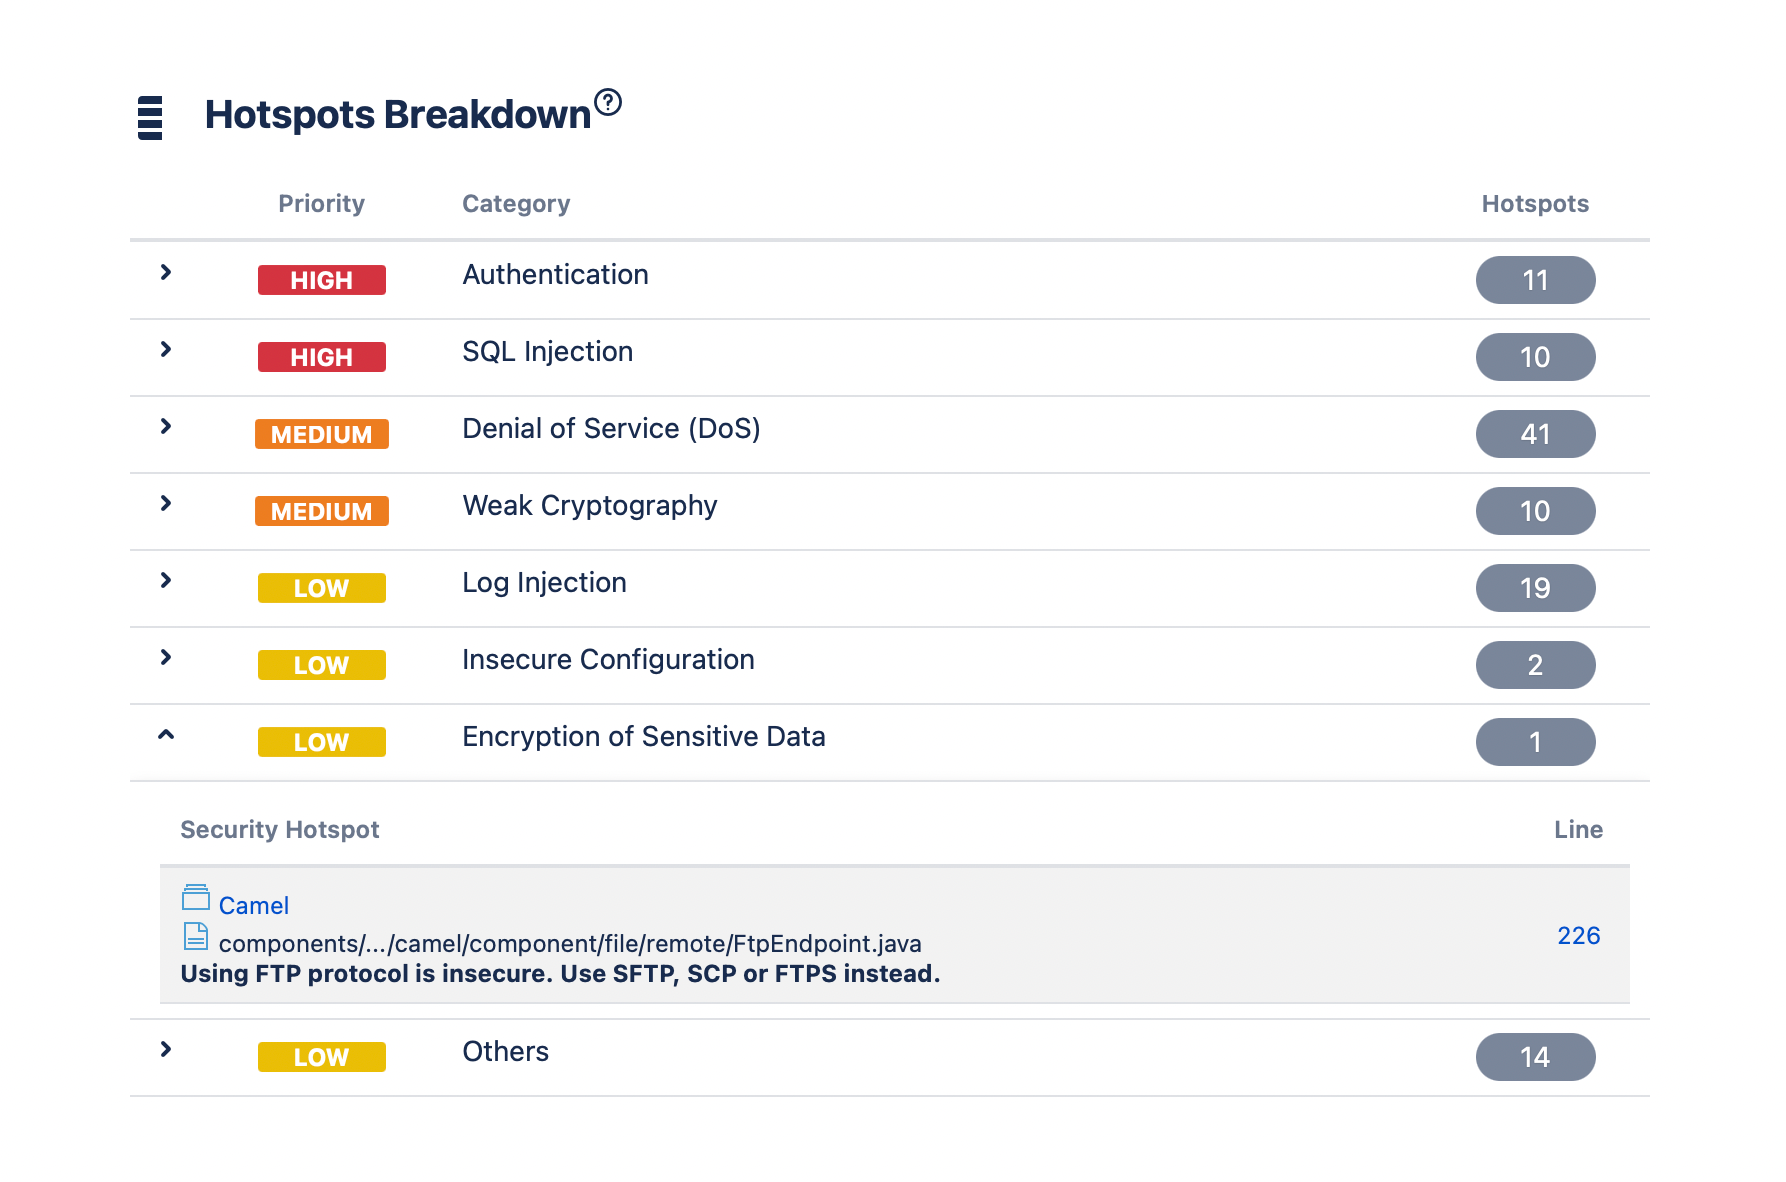 Hotspots Breakdown?
Priority Category Hotspots
HIGH Authentication 11
HIGH SQL Injection 10
MEDIUM Denial of Service (DoS) 41
MEDIUM Weak Cryptography 10
LOW Log Injection 19
LOW Insecure Configuration 2
LOW Encryption of Sensitive Data 1
Security Hotspot Line
Camel
components/.../camel/component/file/remote/FtpEndpoint.java 226
Using FTP protocol is insecure. Use SFTP, SCP or FTPS instead.
LOW Others 14